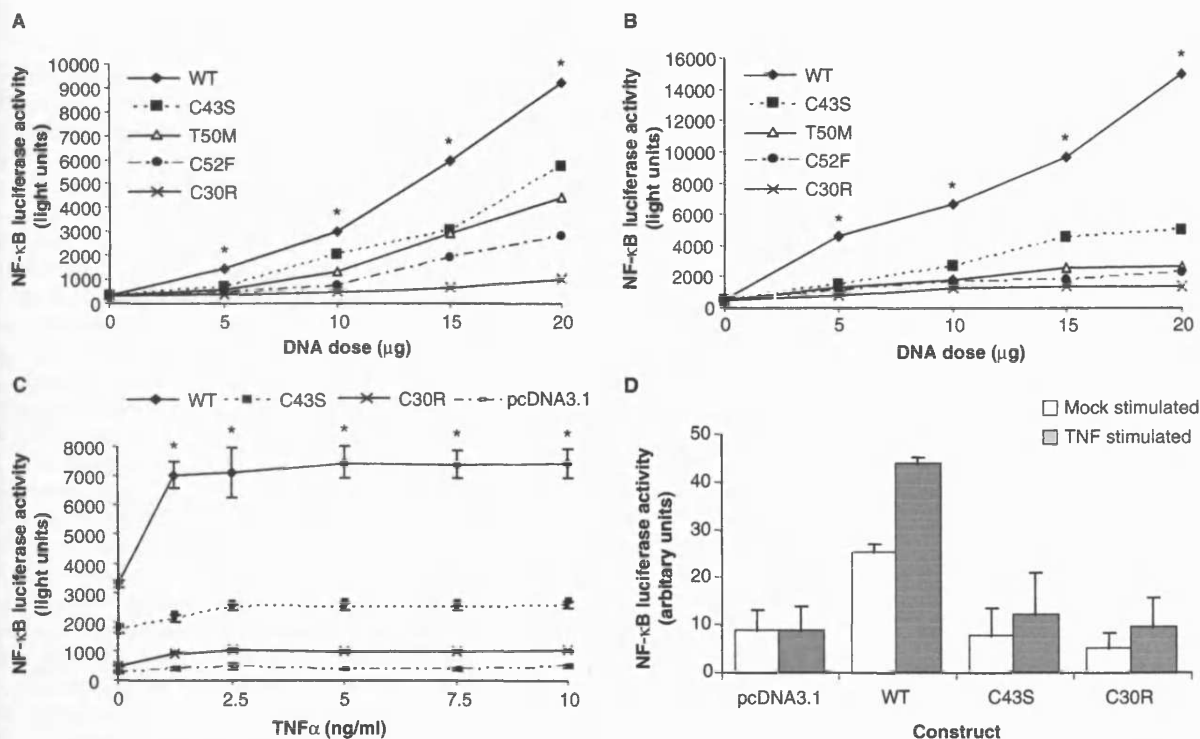 A
NF-κB luciferase activity
(light units)
10000
9000
8000
7000
6000
5000
4000
3000
2000
1000
0
WT
C43S
T50M
C52F
C30R
*
*
*
*
0 5 10 15 20
DNA dose (µg)
B
NF-κB luciferase activity
(light units)
16000
14000
12000
10000
8000
6000
4000
2000
0
WT
C43S
T50M
C52F
C30R
*
*
*
*
0 5 10 15 20
DNA dose (µg)
C
WT C43S C30R pcDNA3.1
NF-κB luciferase activity
(light units)
8000
7000
6000
5000
4000
3000
2000
1000
0
* * * * *
0 2.5 5 7.5 10
TNFα (ng/ml)
D
Mock stimulated
TNF stimulated
NF-κB luciferase activity
(arbitary units)
50
40
30
20
10
0
pcDNA3.1 WT C43S C30R
Construct